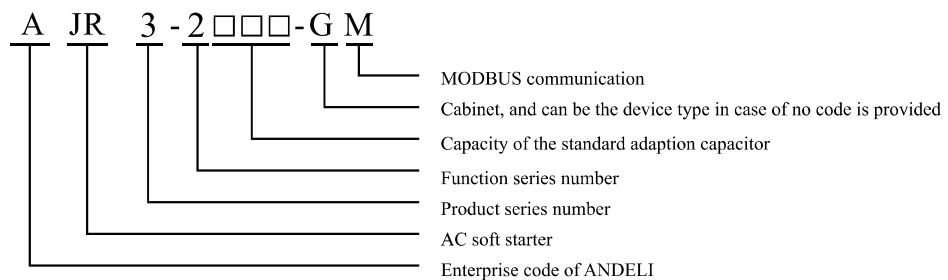 A JR 3-2□□□-G M
MODBUS communication
Cabinet, and can be the device type in case of no code is provided
Capacity of the standard adaption capacitor
Function series number
Product series number
AC soft starter
Enterprise code of ANDELI